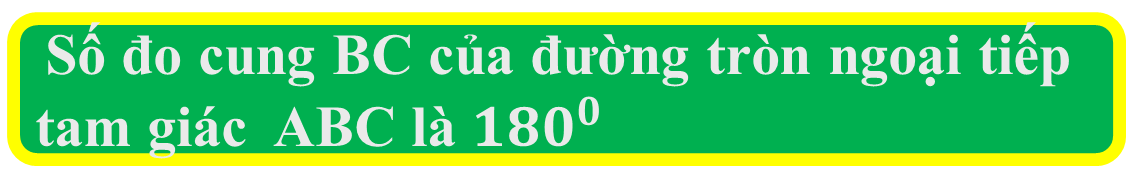 Số đo cung BC của đường tròn ngoại tiếp
tam giác ABC là 180⁰